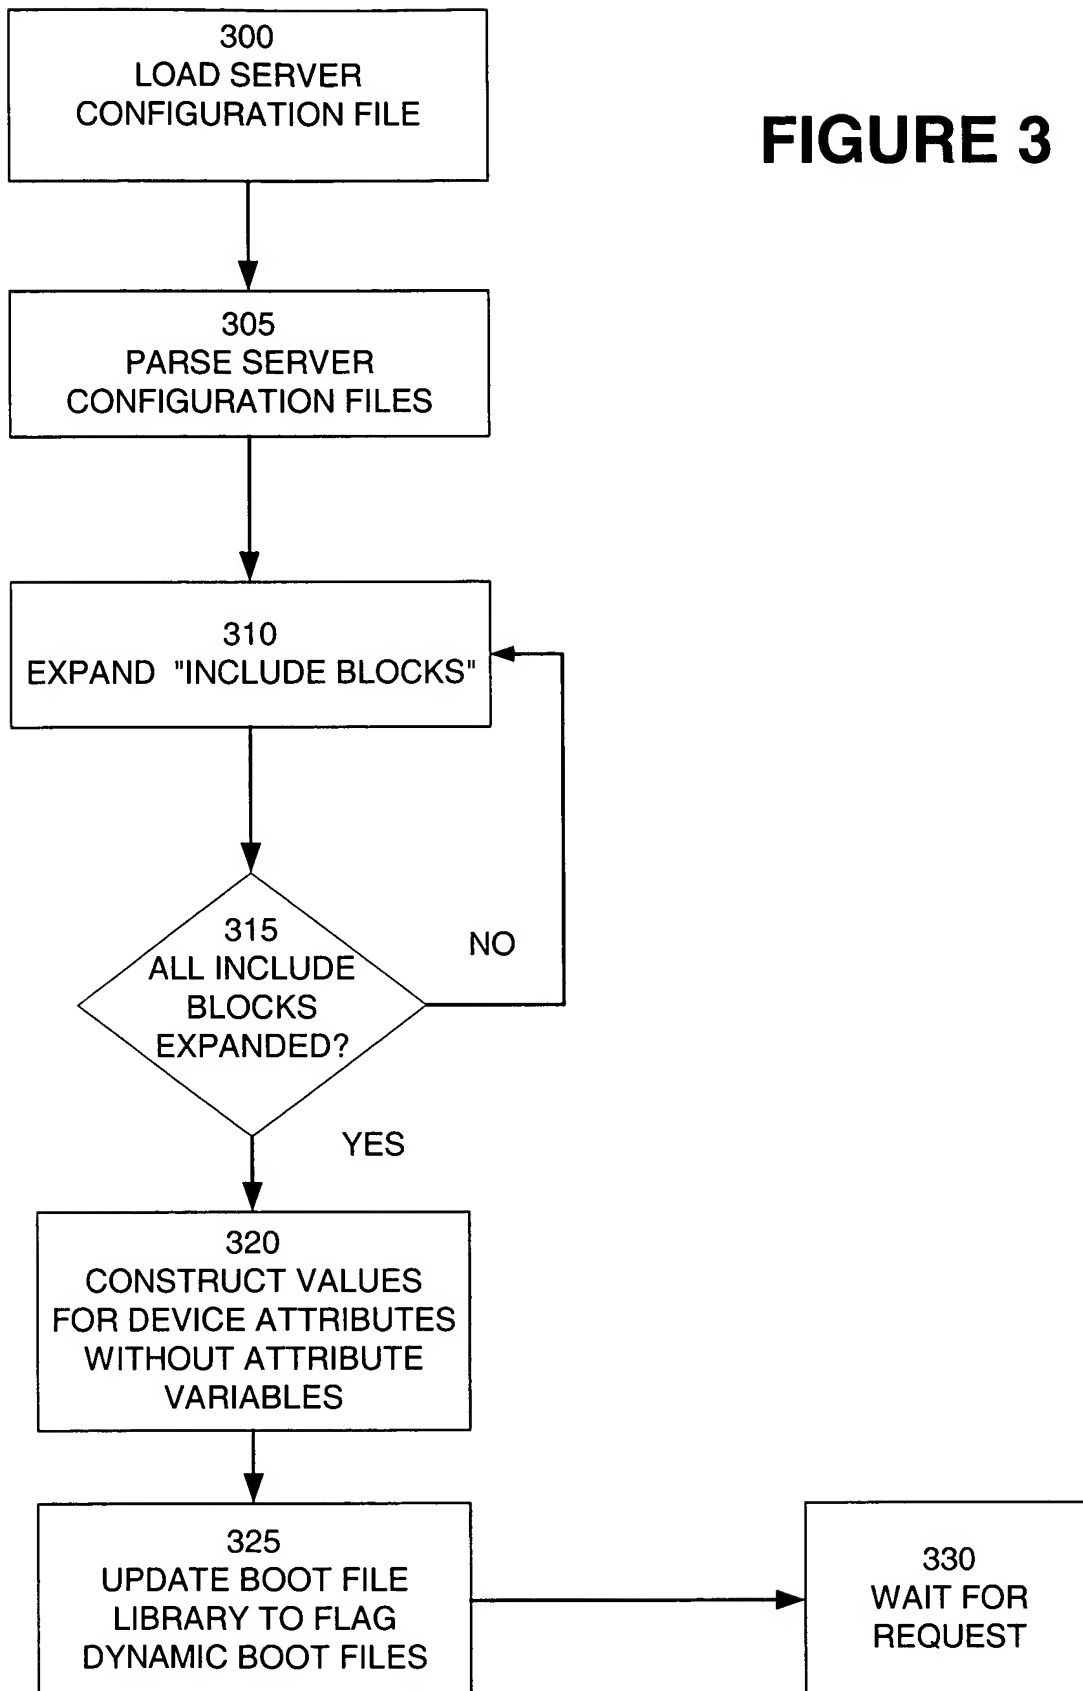 300
LOAD SERVER
CONFIGURATION FILE
FIGURE 3
305
PARSE SERVER
CONFIGURATION FILES
310
EXPAND "INCLUDE BLOCKS"
315
ALL INCLUDE
BLOCKS
EXPANDED?
NO
YES
320
CONSTRUCT VALUES
FOR DEVICE ATTRIBUTES
WITHOUT ATTRIBUTE
VARIABLES
325
UPDATE BOOT FILE
LIBRARY TO FLAG
DYNAMIC BOOT FILES
330
WAIT FOR
REQUEST